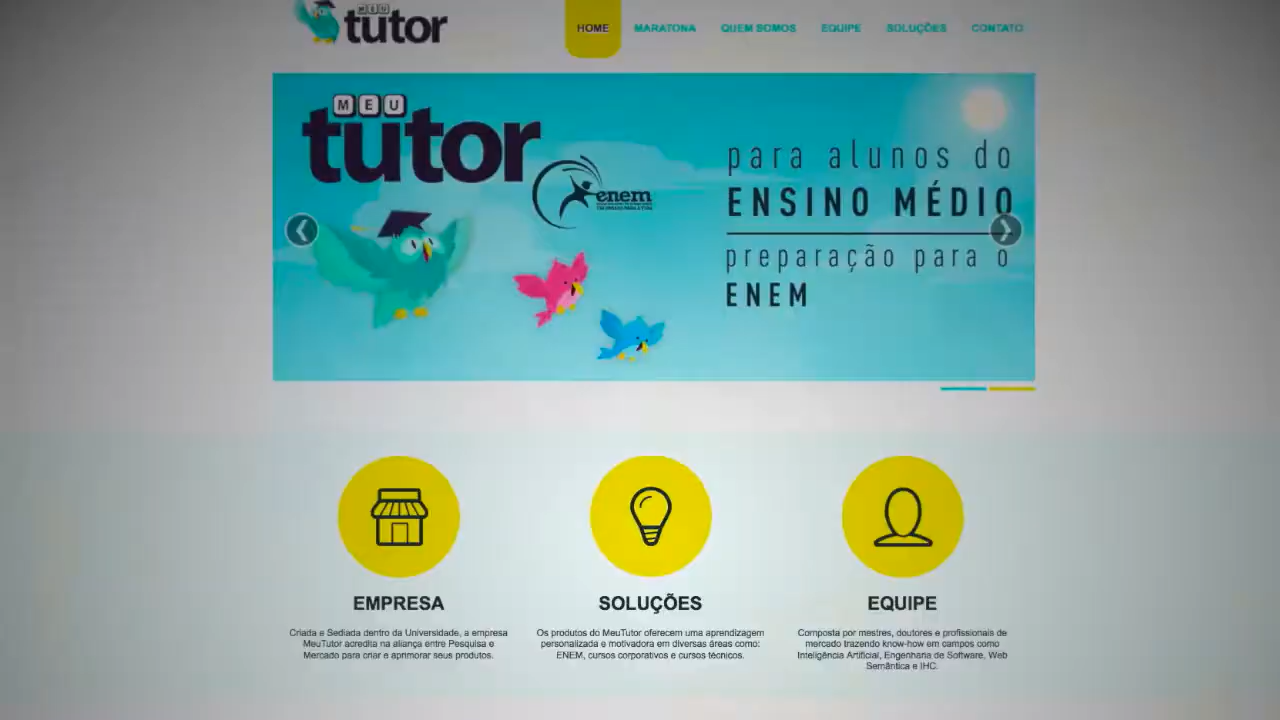 MEU
tutor
HOME MARATONA QUEM SOMOS EQUIPE SOLUÇÕES CONTATO
MEU
tutor
enem
para alunos do
ENSINO MÉDIO
preparação para o
ENEM
EMPRESA
Criada e Sediada dentro da Universidade, a empresa
MeuTutor acredita na aliança entre Pesquisa e
Mercado para criar e aprimorar seus produtos.
SOLUÇÕES
Os produtos do MeuTutor oferecem uma aprendizagem
personalizada e motivadora em diversas áreas como:
ENEM, cursos corporativos e cursos técnicos.
EQUIPE
Composta por mestres, doutores e profissionais de
mercado trazendo know-how em campos como
Inteligência Artificial, Engenharia de Software, Web
Semântica e IHC.